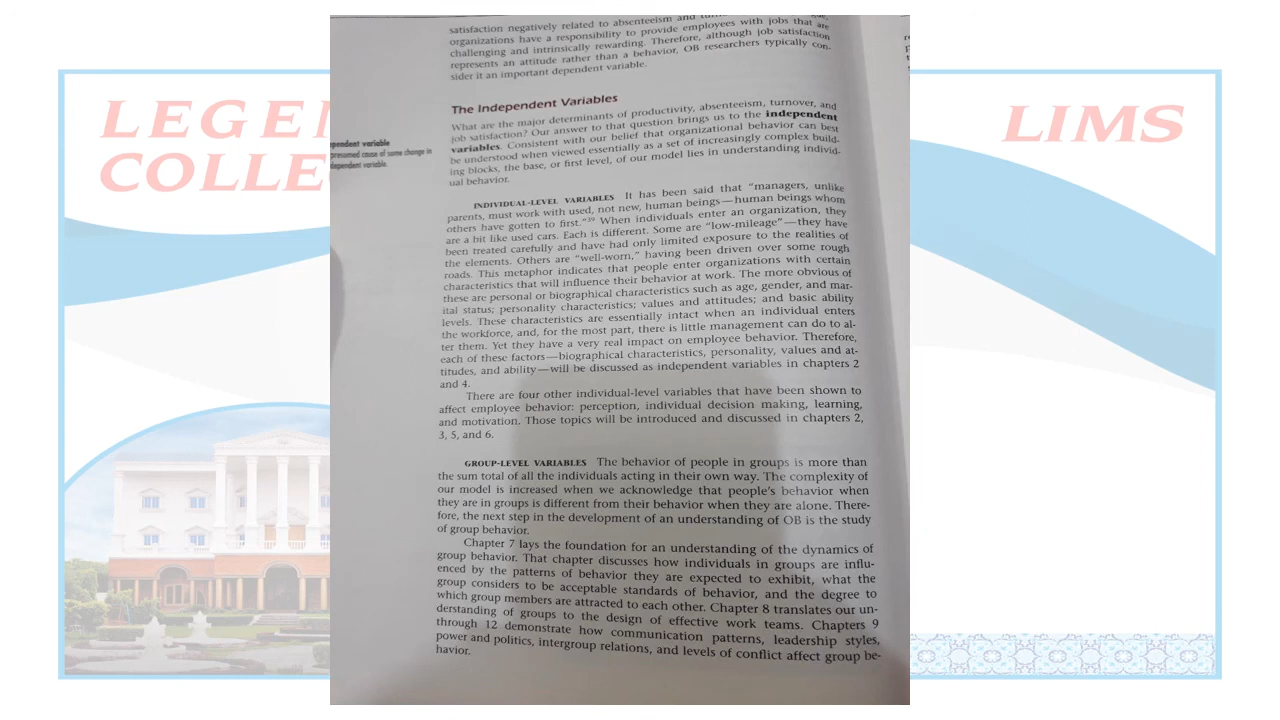 LEGEN
COLLE
LIMS
satisfaction negatively related to absenteeism and
organizations have a responsibility to provide employees with jobs that are
challenging and intrinsically rewarding. Therefore, although job satisfaction
represents an attitude rather than a behavior, OB researchers typically con-
sider it an important dependent variable.
The Independent Variables
What are the major determinants of productivity, absenteeism, turnover, and
job satisfaction? Our answer to that question brings us to the independent
variables. Consistent with our belief that organizational behavior can best
be understood when viewed essentially as a set of increasingly complex build-
ing blocks, the base, or first level, of our model lies in understanding individ-
ual behavior.
pendent variable
presumed cause of some change in
dependent variable.
INDIVIDUAL-LEVEL VARIABLES It has been said that "managers, unlike
parents, must work with used, not new, human beings—human beings whom
others have gotten to first."²⁹ When individuals enter an organization, they
are a bit like used cars. Each is different. Some are "low-mileage"—they have
been treated carefully and have had only limited exposure to the realities of
the elements. Others are "well-worn," having been driven over some rough
roads. This metaphor indicates that people enter organizations with certain
characteristics that will influence their behavior at work. The more obvious of
these are personal or biographical characteristics such as age, gender, and mar-
ital status; personality characteristics; values and attitudes; and basic ability
levels. These characteristics are essentially intact when an individual enters
the workforce, and, for the most part, there is little management can do to al-
ter them. Yet they have a very real impact on employee behavior. Therefore,
each of these factors—biographical characteristics, personality, values and at-
titudes, and ability—will be discussed as independent variables in chapters 2
and 4.
There are four other individual-level variables that have been shown to
affect employee behavior: perception, individual decision making, learning,
and motivation. Those topics will be introduced and discussed in chapters 2,
3, 5, and 6.
GROUP-LEVEL VARIABLES The behavior of people in groups is more than
the sum total of all the individuals acting in their own way. The complexity of
our model is increased when we acknowledge that people's behavior when
they are in groups is different from their behavior when they are alone. There-
fore, the next step in the development of an understanding of OB is the study
of group behavior.
Chapter 7 lays the foundation for an understanding of the dynamics of
group behavior. That chapter discusses how individuals in groups are influ-
enced by the patterns of behavior they are expected to exhibit, what the
group considers to be acceptable standards of behavior, and the degree to
which group members are attracted to each other. Chapter 8 translates our un-
derstanding of groups to the design of effective work teams. Chapters 9
through 12 demonstrate how communication patterns, leadership styles,
power and politics, intergroup relations, and levels of conflict affect group be-
havior.